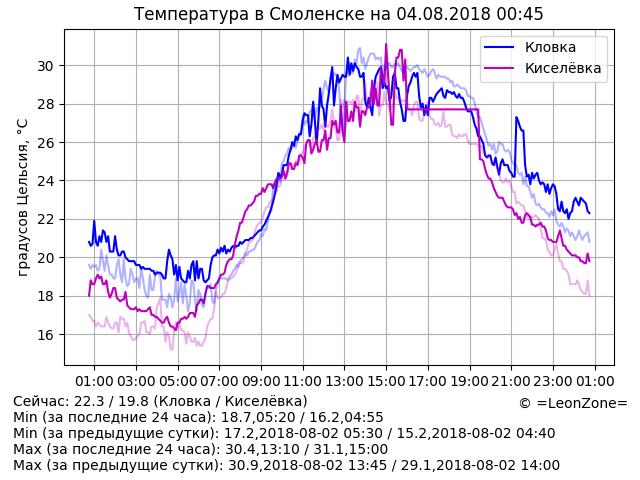 Температура в Смоленске на 04.08.2018 00:45
Кловка
Киселёвка
градусов Цельсия, °C
30
28
26
24
22
20
18
16
01:00 03:00 05:00 07:00 09:00 11:00 13:00 15:00 17:00 19:00 21:00 23:00 01:00
Сейчас: 22.3 / 19.8 (Кловка / Киселёвка)
© =LeonZone=
Min (за последние 24 часа): 18.7,05:20 / 16.2,04:55
Min (за предыдущие сутки): 17.2,2018-08-02 05:30 / 15.2,2018-08-02 04:40
Max (за последние 24 часа): 30.4,13:10 / 31.1,15:00
Max (за предыдущие сутки): 30.9,2018-08-02 13:45 / 29.1,2018-08-02 14:00